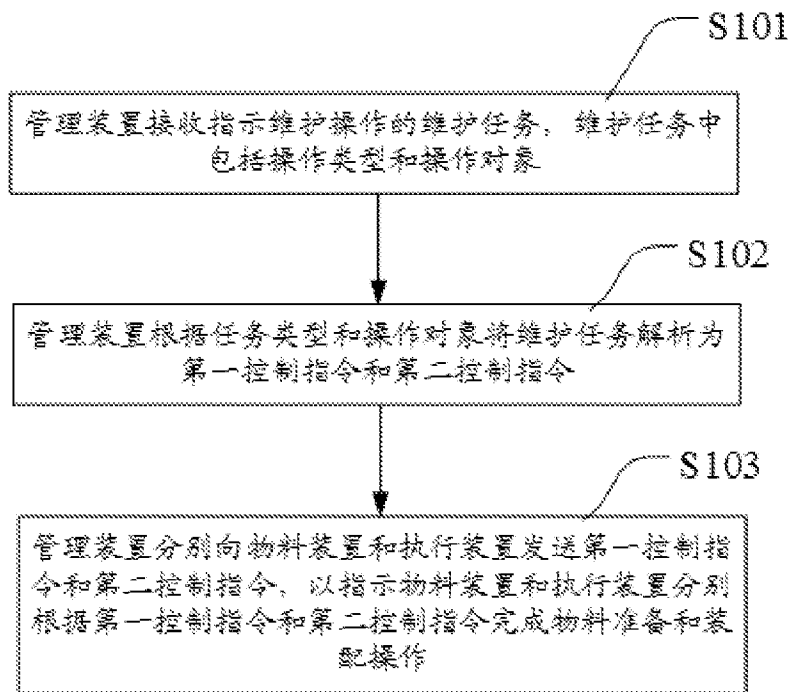 S101
管理装置接收指示维护操作的维护任务，维护任务中
包括操作类型和操作对象
S102
管理装置根据任务类型和操作对象将维护任务解析为
第一控制指令和第二控制指令
S103
管理装置分别向物料装置和执行装置发送第一控制指
令和第二控制指令，以指示物料装置和执行装置分别
根据第一控制指令和第二控制指令完成物料准备和装
配操作